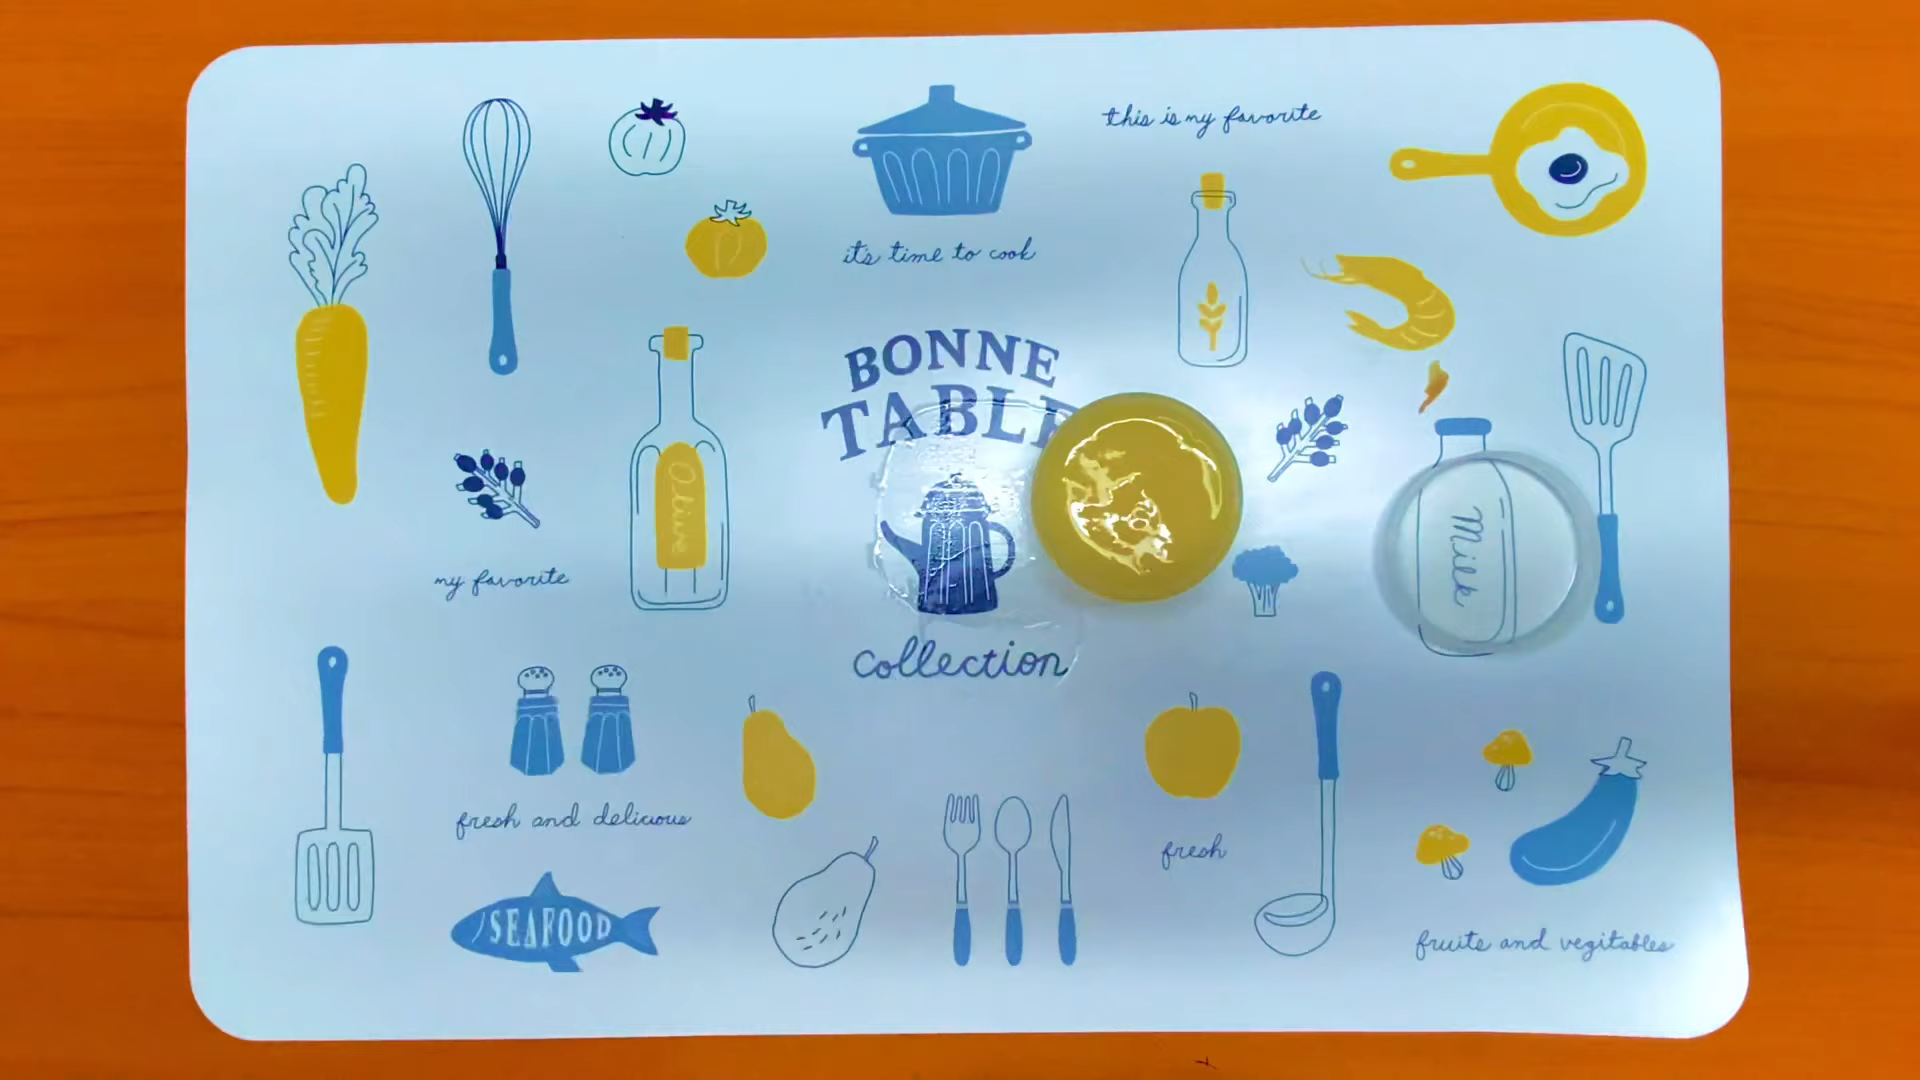 this is my favorite
it's time to cook
BONNE
TABLE
Olive
Milk
my favorite
collection
fresh and delicious
fresh
SEAFOOD
fruits and vegitables